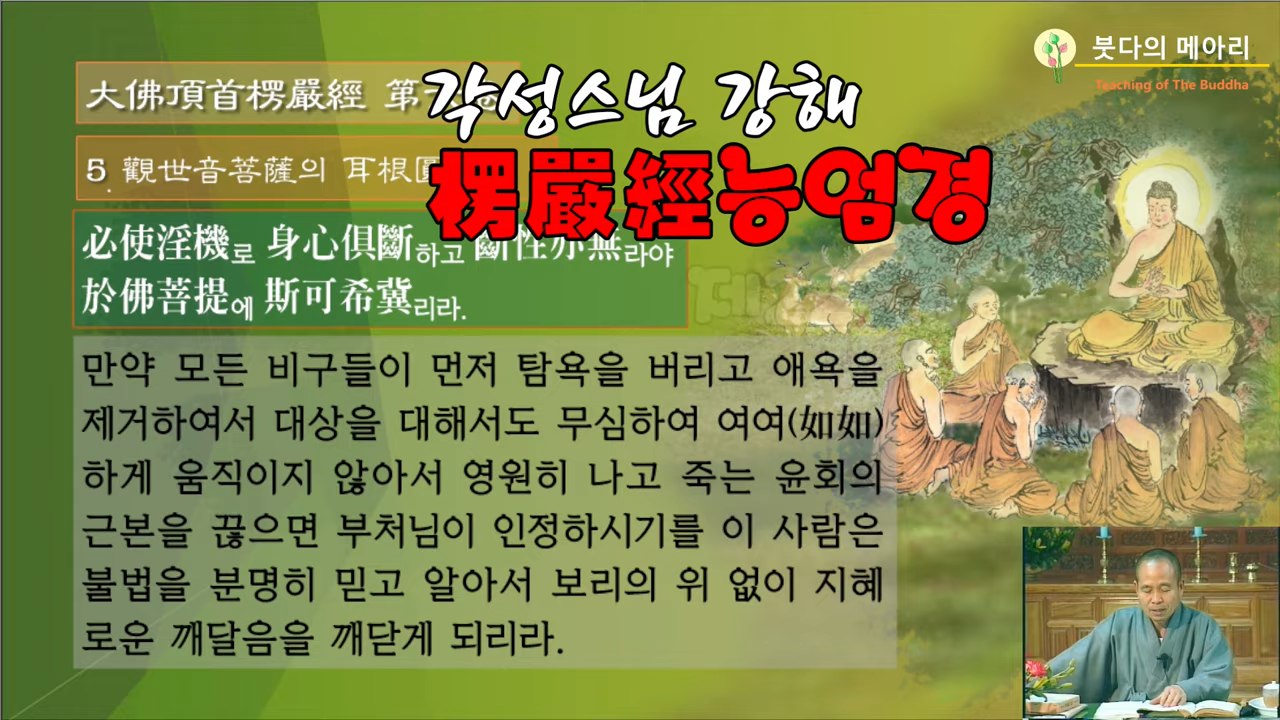 붓다의 메아리
Teaching of The Buddha
大佛頂首楞嚴經 第
각성스님 강해
5. 觀世音菩薩의 耳根圓
楞嚴經능엄경
必使淫機로 身心俱斷하고 斷性亦無라야
於佛菩提에 斯可希冀리라.
만약 모든 비구들이 먼저 탐욕을 버리고 애욕을
제거하여서 대상을 대해서도 무심하여 여여(如如)
하게 움직이지 않아서 영원히 나고 죽는 윤회의
근본을 끊으면 부처님이 인정하시기를 이 사람은
불법을 분명히 믿고 알아서 보리의 위 없이 지혜
로운 깨달음을 깨닫게 되리라.